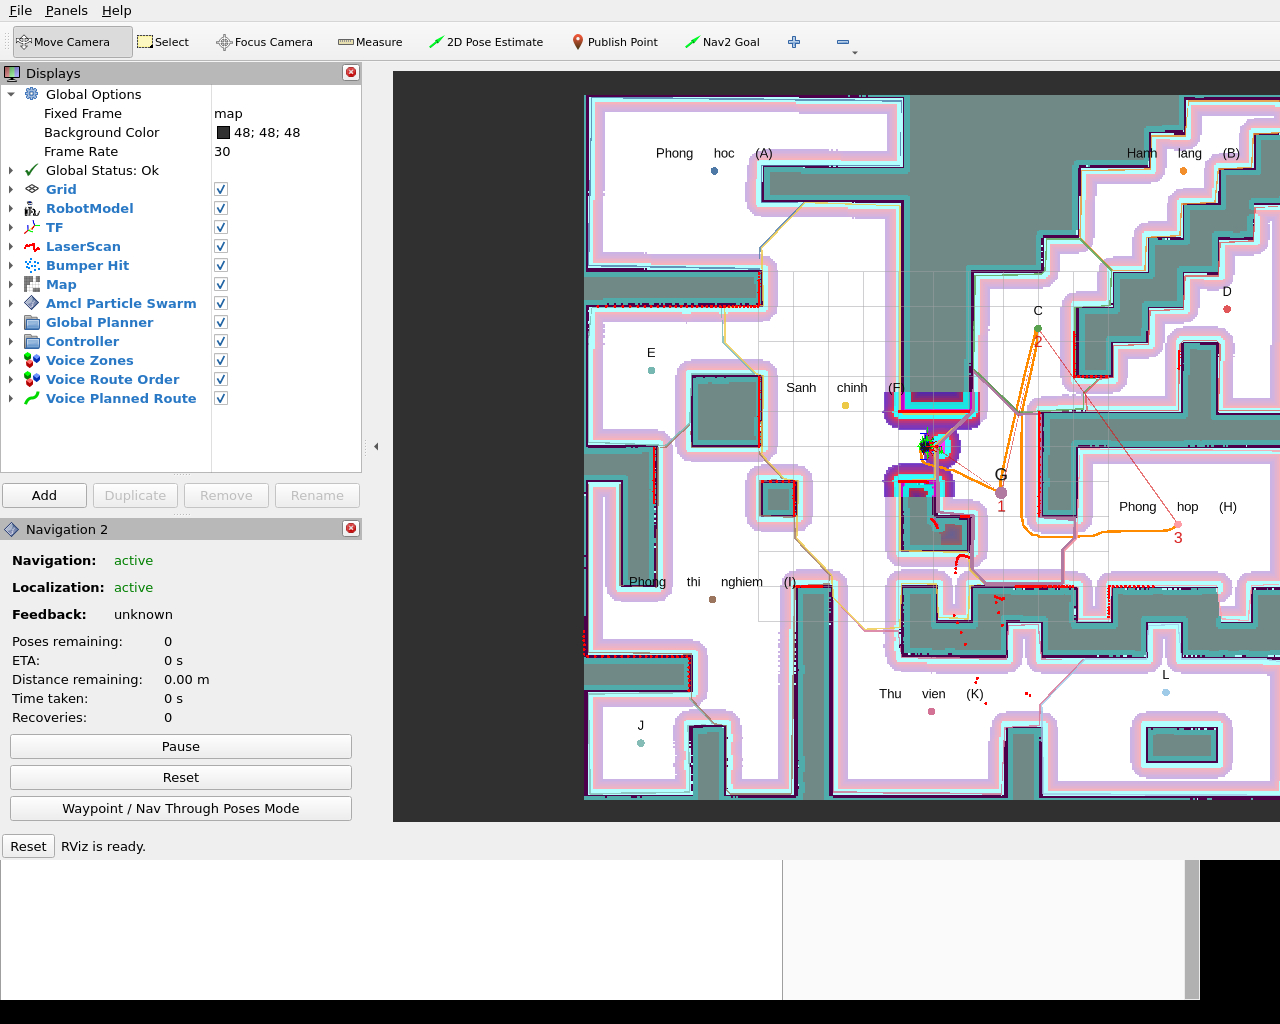 File Panels Help
Move Camera Select Focus Camera Measure 2D Pose Estimate Publish Point Nav2 Goal
Displays
Global Options
Fixed Frame map
Background Color 48; 48; 48
Frame Rate 30
Global Status: Ok
Grid
RobotModel
TF
LaserScan
Bumper Hit
Map
Amcl Particle Swarm
Global Planner
Controller
Voice Zones
Voice Route Order
Voice Planned Route
Add Duplicate Remove Rename
Navigation 2
Navigation: active
Localization: active
Feedback: unknown
Poses remaining: 0
ETA: 0 s
Distance remaining: 0.00 m
Time taken: 0 s
Recoveries: 0
Pause
Reset
Waypoint / Nav Through Poses Mode
Reset RViz is ready.
Phong hoc (A)
Hanh lang (B)
D
C
2
E
Sanh chinh (F)
G
1
Phong hop (H)
3
Phong thi nghiem (I)
L
Thu vien (K)
J